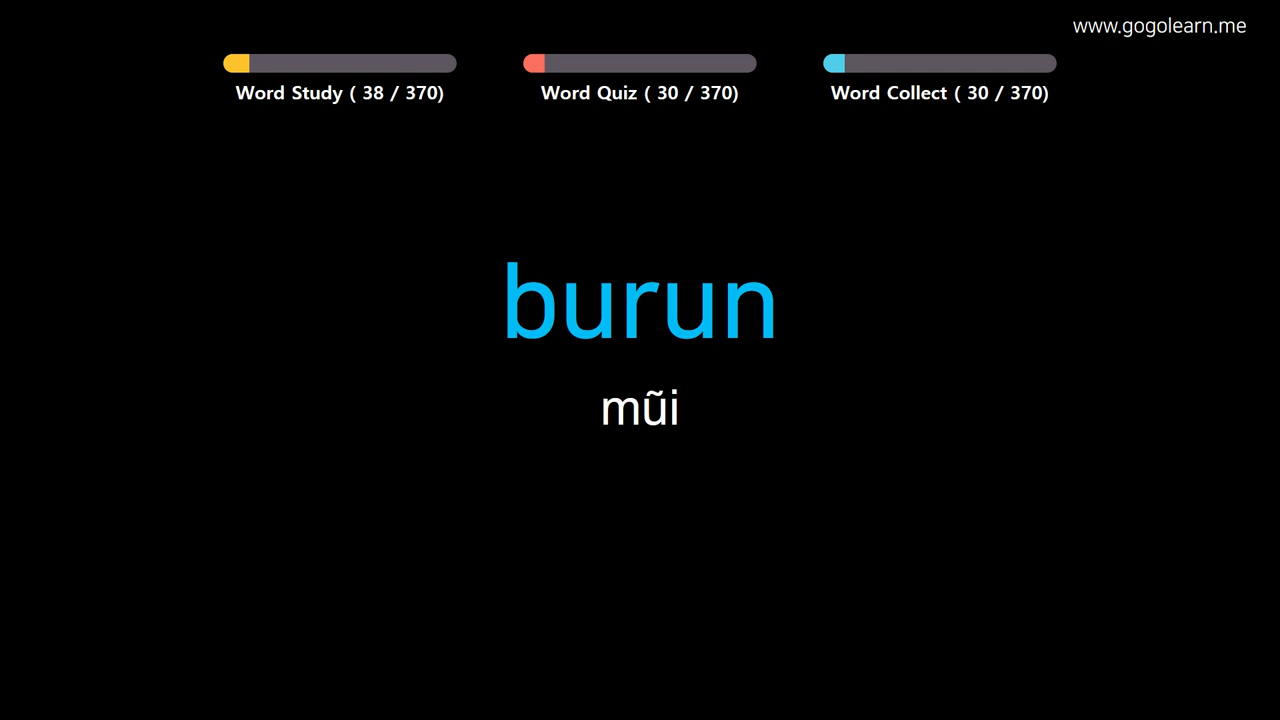 www.gogolearn.me
Word Study ( 38 / 370)
Word Quiz ( 30 / 370)
Word Collect ( 30 / 370)
burun
mũi